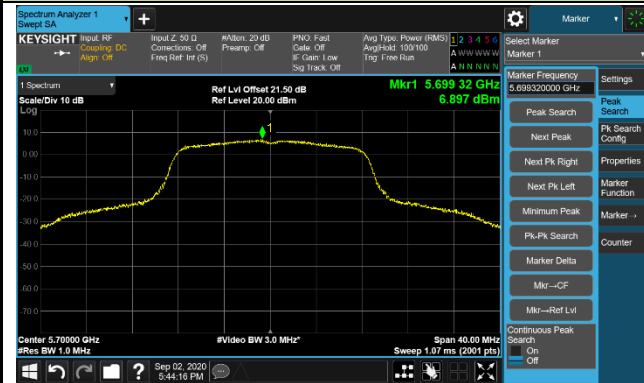 Spectrum Analyzer 1
Swept SA
Marker
KEYSIGHT
Input: RF
Coupling: DC
Align: Off
Input Z: 50 Ω
Corrections: Off
Freq Ref: Int (S)
#Atten: 20 dB
Preamp: Off
PNO: Fast
Gate: Off
IF Gain: Low
Sig Track: Off
Avg Type: Power (RMS)
Avg|Hold: 100/100
Trig: Free Run
1 2 3 4 5 6
A W W W W W
A N N N N N
Select Marker
Marker 1
1 Spectrum
Scale/Div 10 dB
Log
Ref Lvl Offset 21.50 dB
Ref Level 20.00 dBm
Mkr1 5.699 32 GHz
6.897 dBm
1
10.0
0.00
-10.0
-20.0
-30.0
-40.0
-50.0
-60.0
-70.0
Center 5.70000 GHz
#Res BW 1.0 MHz
#Video BW 3.0 MHz*
Span 40.00 MHz
Sweep 1.07 ms (2001 pts)
Marker Frequency
5.699320000 GHz
Peak Search
Next Peak
Next Pk Right
Next Pk Left
Minimum Peak
Pk-Pk Search
Marker Delta
Mkr→CF
Mkr→Ref Lvl
Continuous Peak
Search
On
Off
Settings
Peak
Search
Pk Search
Config
Properties
Marker
Function
Marker→
Counter
Sep 02, 2020
5:44:16 PM